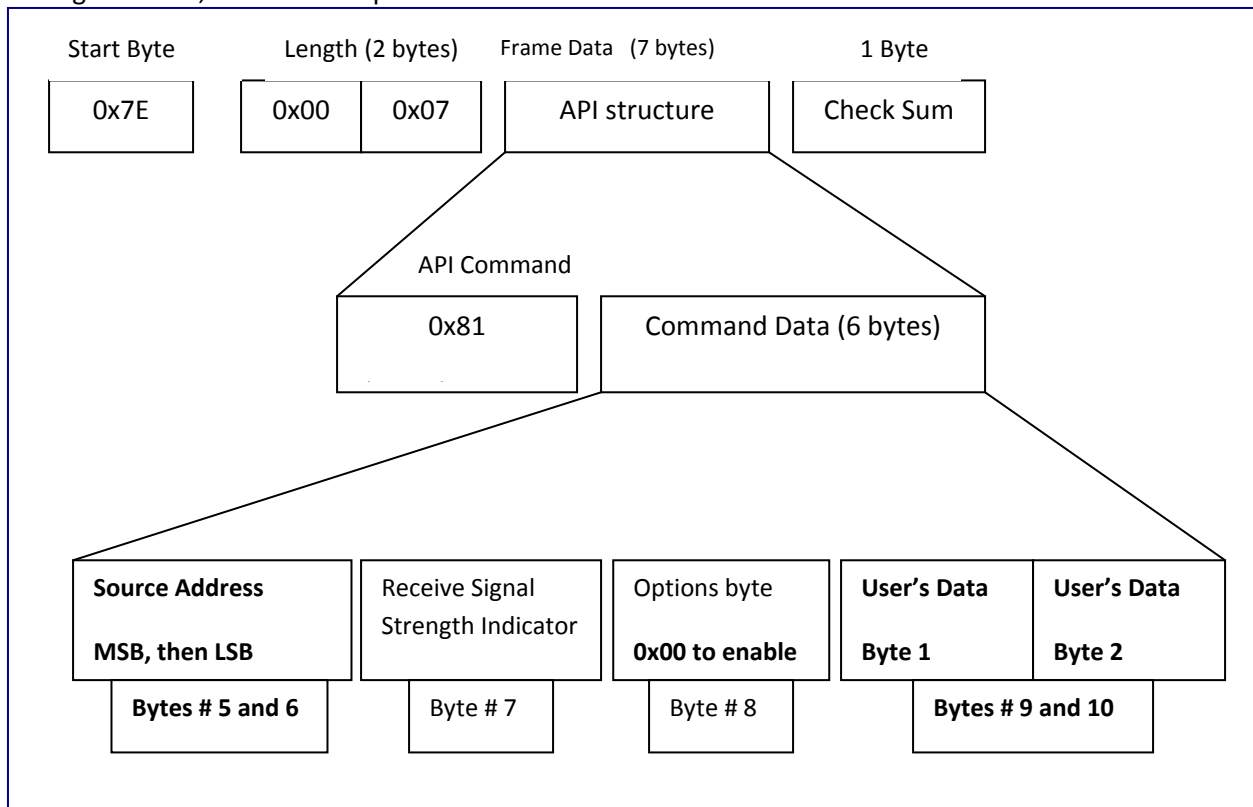 Start Byte
Length (2 bytes)
Frame Data (7 bytes)
1 Byte
0x7E
0x00
0x07
API structure
Check Sum
API Command
0x81
Command Data (6 bytes)
Source Address
MSB, then LSB
Receive Signal
Strength Indicator
Options byte
0x00 to enable
User's Data
Byte 1
User's Data
Byte 2
Bytes # 5 and 6
Byte # 7
Byte # 8
Bytes # 9 and 10